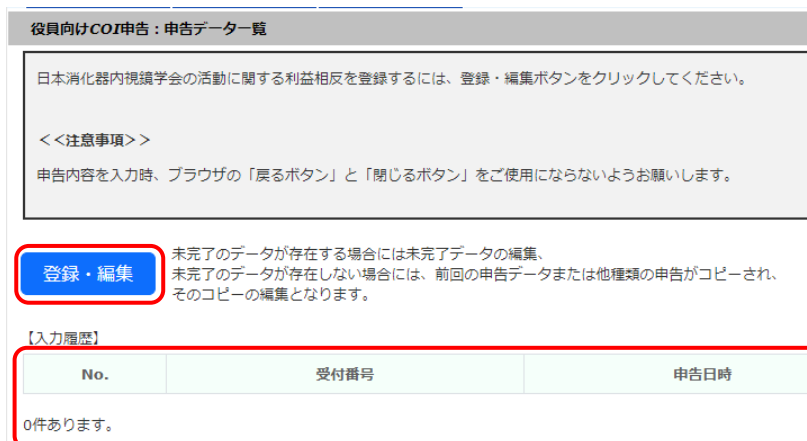 役員向けCOI申告：申告データ一覧
日本消化器内視鏡学会の活動に関する利益相反を登録するには、登録・編集ボタンをクリックしてください。
＜＜注意事項＞＞
申告内容を入力時、ブラウザの「戻るボタン」と「閉じるボタン」をご使用にならないようお願いします。
登録・編集
未完了のデータが存在する場合には未完了データの編集、
未完了のデータが存在しない場合には、前回の申告データまたは他種類の申告がコピーされ、
そのコピーの編集となります。
【入力履歴】
No. 受付番号 申告日時
0件あります。